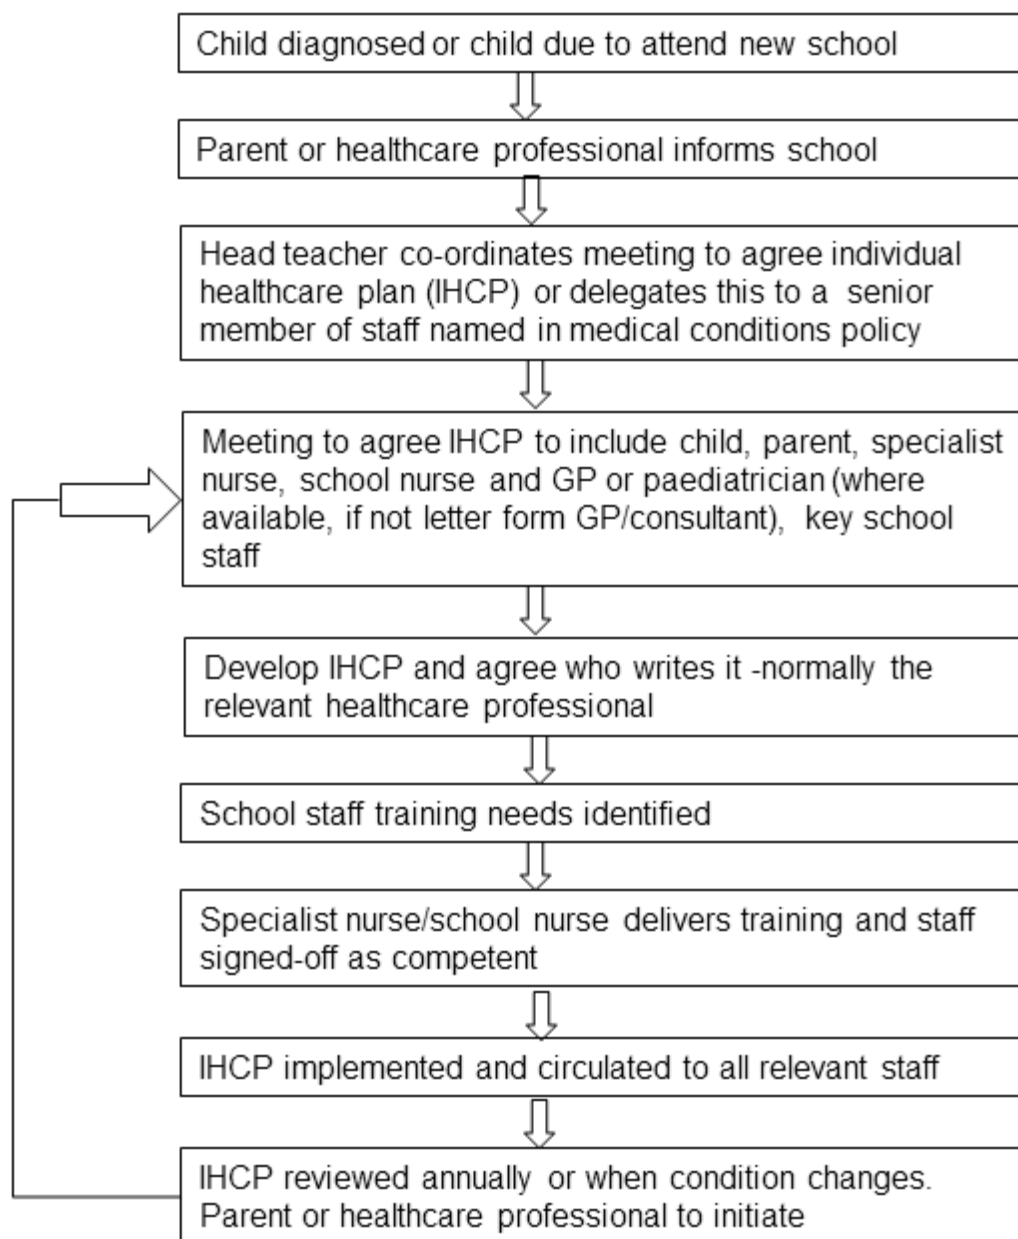 Child diagnosed or child due to attend new school
Parent or healthcare professional informs school
Head teacher co-ordinates meeting to agree individual
healthcare plan (IHCP) or delegates this to a senior
member of staff named in medical conditions policy
Meeting to agree IHCP to include child, parent, specialist
nurse, school nurse and GP or paediatrician (where
available, if not letter form GP/consultant), key school
staff
Develop IHCP and agree who writes it -normally the
relevant healthcare professional
School staff training needs identified
Specialist nurse/school nurse delivers training and staff
signed-off as competent
IHCP implemented and circulated to all relevant staff
IHCP reviewed annually or when condition changes.
Parent or healthcare professional to initiate